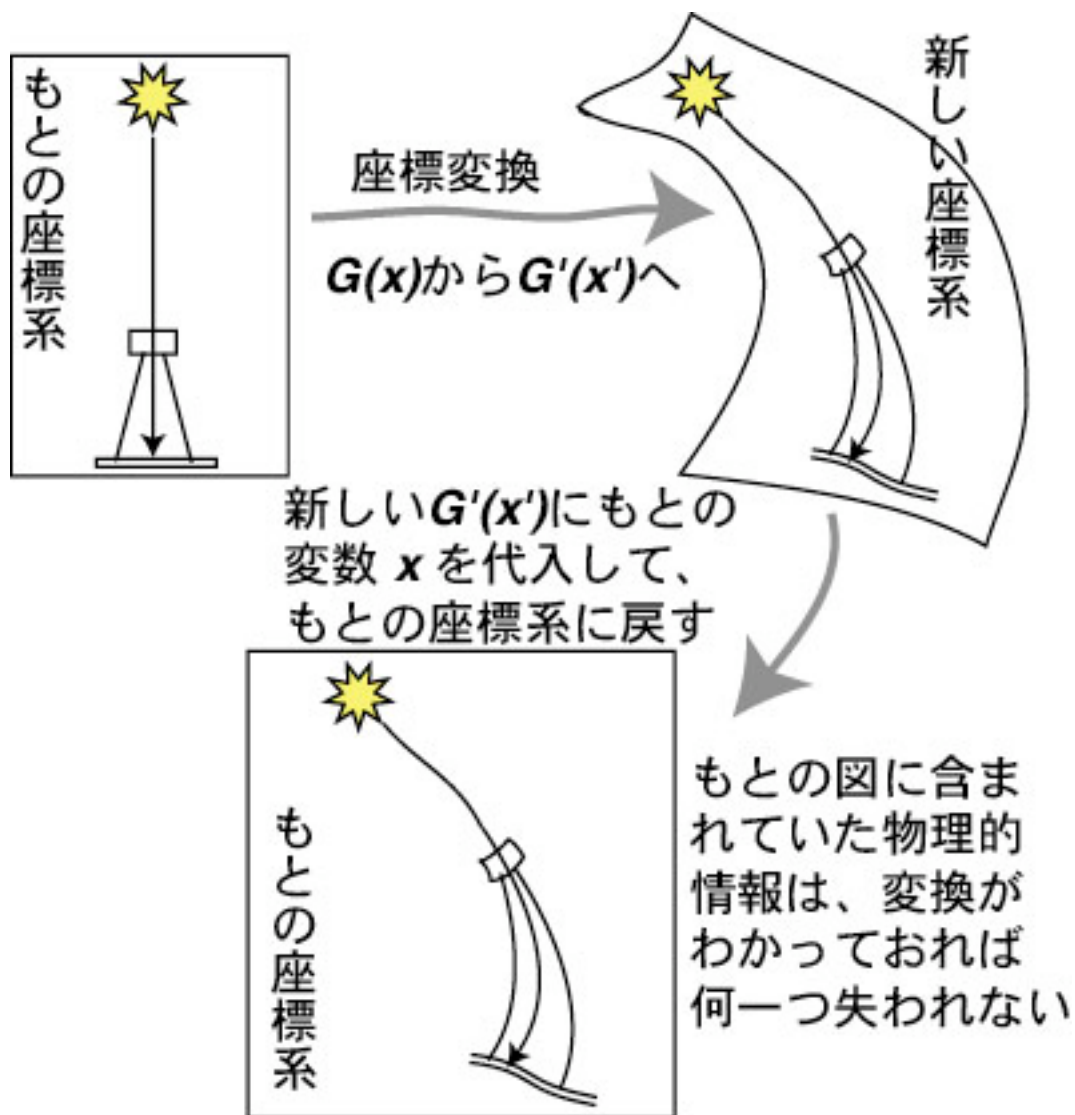 もとの座標系
座標変換
G(x)からG'(x')へ
新しい座標系
新しいG'(x')にもとの
変数 x を代入して、
もとの座標系に戻す
もとの座標系
もとの図に含ま
れていた物理的
情報は、変換が
わかっておれば
何一つ失われない